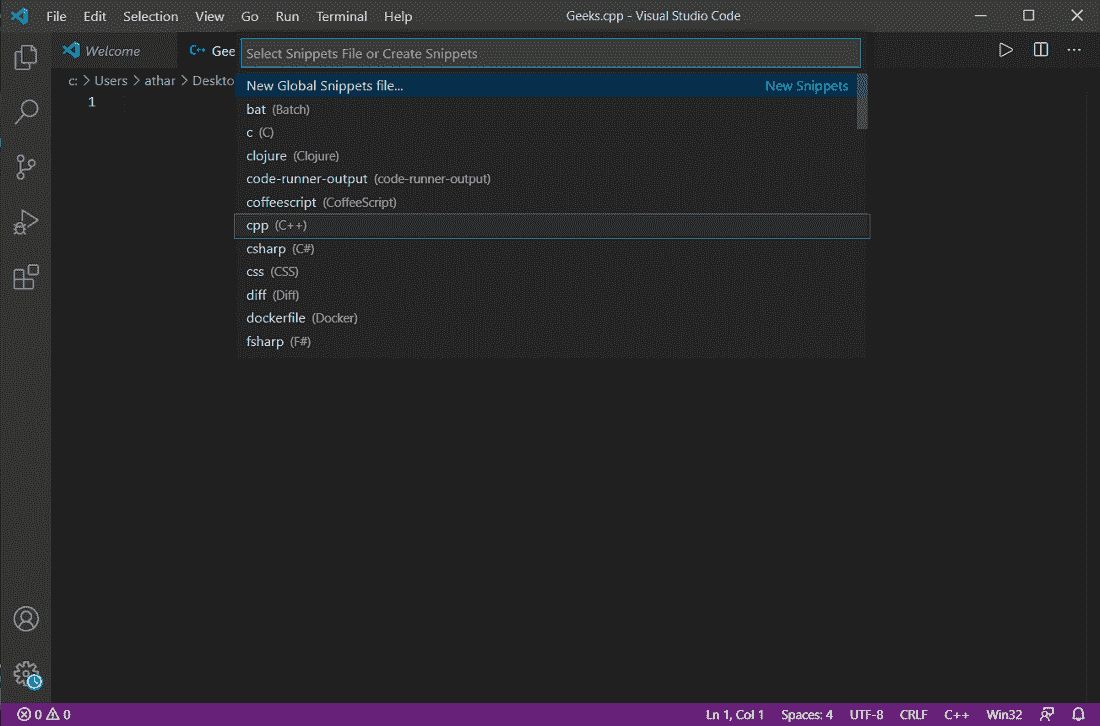 File Edit Selection View Go Run Terminal Help Geeks.cpp - Visual Studio Code
Welcome C++ Gee Select Snippets File or Create Snippets
c: > Users > athar > Deskto
1
New Global Snippets file... New Snippets
bat (Batch)
c (C)
clojure (Clojure)
code-runner-output (code-runner-output)
coffeescript (CoffeeScript)
cpp (C++)
csharp (C#)
css (CSS)
diff (Diff)
dockerfile (Docker)
fsharp (F#)
0 0 Ln 1, Col 1 Spaces: 4 UTF-8 CRLF C++ Win32